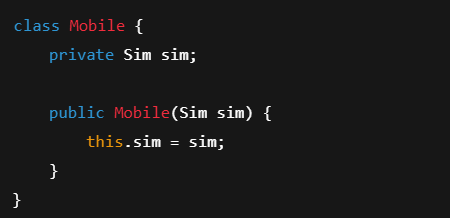 class Mobile {
    private Sim sim;

    public Mobile(Sim sim) {
        this.sim = sim;
    }
}